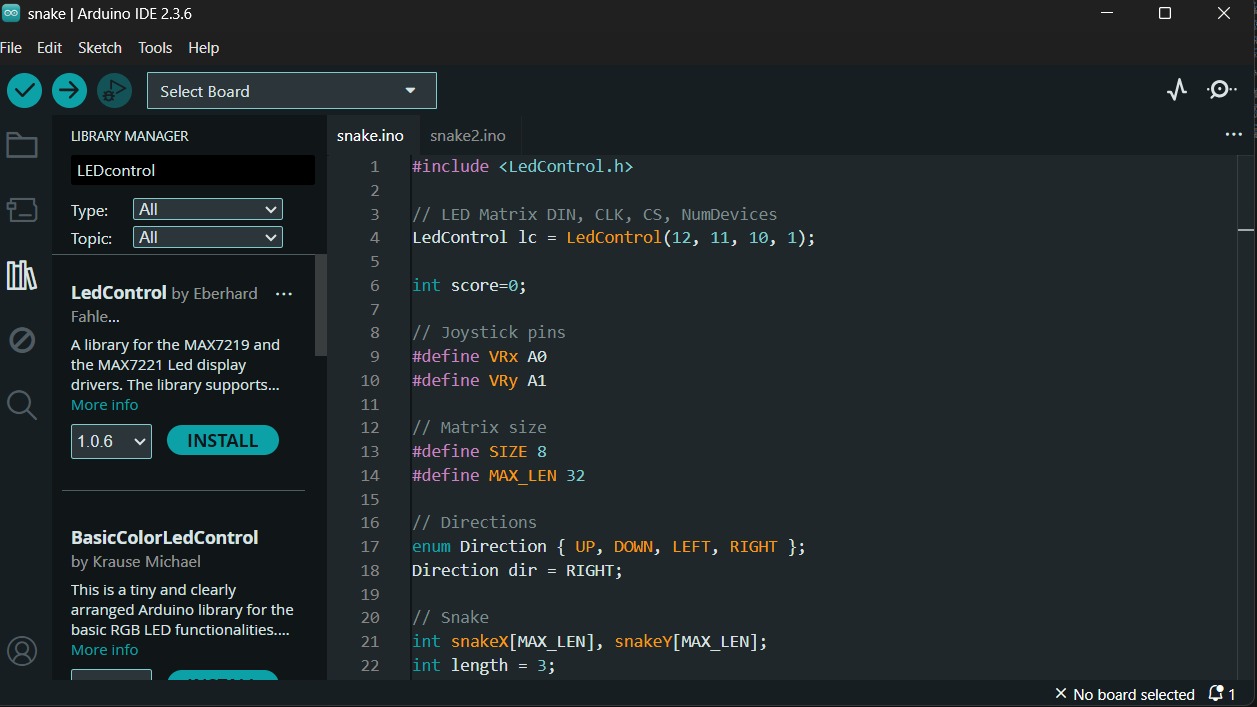 snake | Arduino IDE 2.3.6
File Edit Sketch Tools Help
Select Board
LIBRARY MANAGER
LEDcontrol
Type: All
Topic: All
LedControl by Eberhard
Fahle...
A library for the MAX7219 and
the MAX7221 Led display
drivers. The library supports...
More info
1.0.6 INSTALL
BasicColorLedControl
by Krause Michael
This is a tiny and clearly
arranged Arduino library for the
basic RGB LED functionalities....
More info
snake.ino snake2.ino
1 #include <LedControl.h>
2
3 // LED Matrix DIN, CLK, CS, NumDevices
4 LedControl lc = LedControl(12, 11, 10, 1);
5
6 int score=0;
7
8 // Joystick pins
9 #define VRx A0
10 #define VRy A1
11
12 // Matrix size
13 #define SIZE 8
14 #define MAX_LEN 32
15
16 // Directions
17 enum Direction { UP, DOWN, LEFT, RIGHT };
18 Direction dir = RIGHT;
19
20 // Snake
21 int snakeX[MAX_LEN], snakeY[MAX_LEN];
22 int length = 3;
No board selected 1